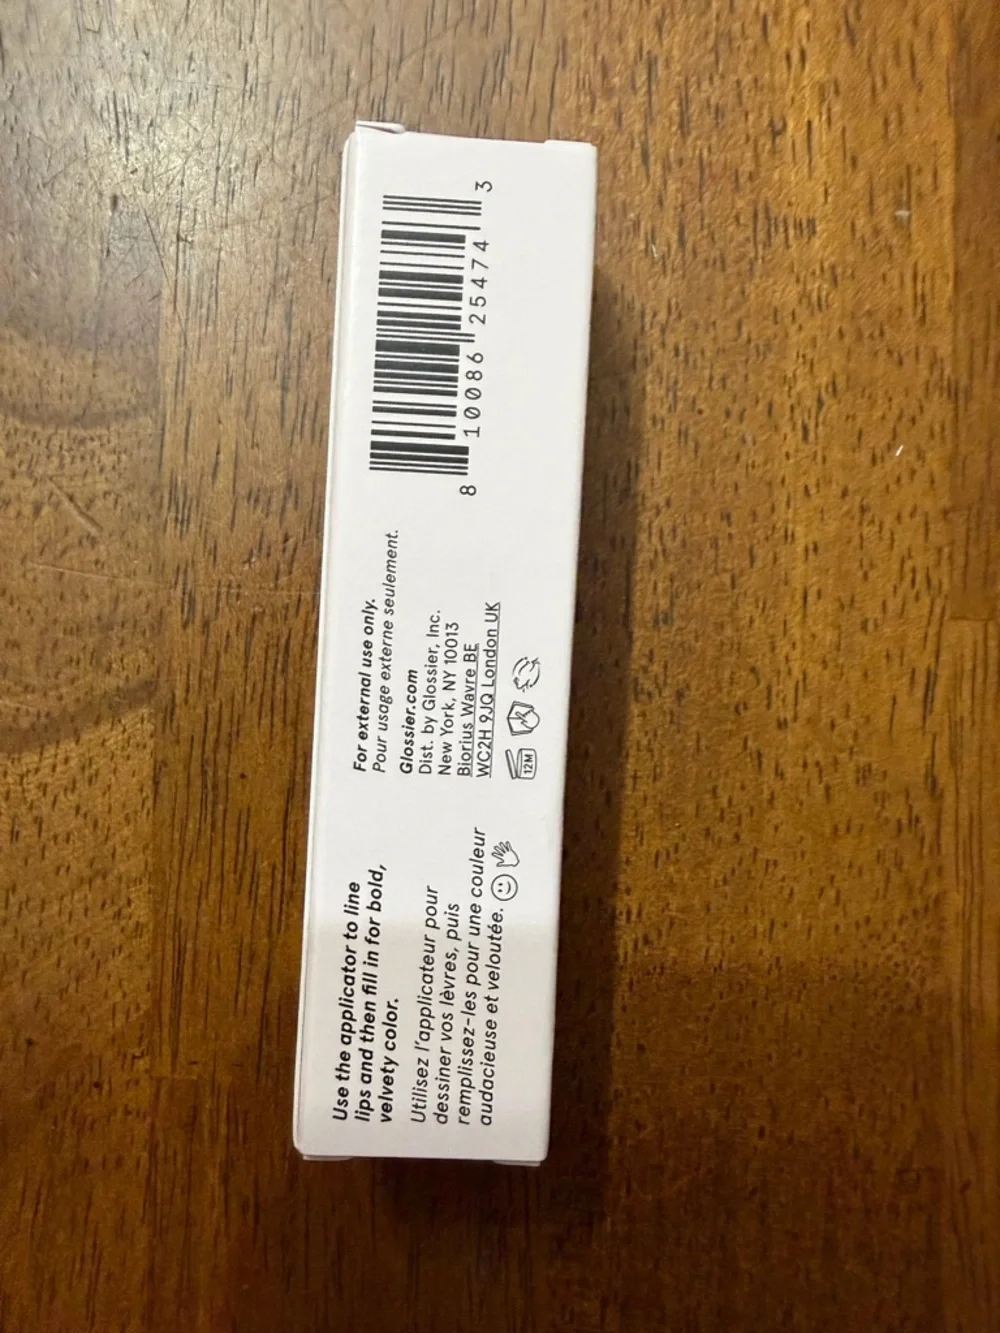 Use the applicator to line
lips and then fill in for bold,
velvety color.
Utilisez l'applicateur pour
dessiner vos lèvres, puis
remplissez-les pour une couleur
audacieuse et veloutée.
For external use only.
Pour usage externe seulement.
Glossier.com
Dist. by Glossier, Inc.
New York, NY 10013
Biorius Wavre BE
WC2H 9JQ London UK
12M
8 10086 25474 3